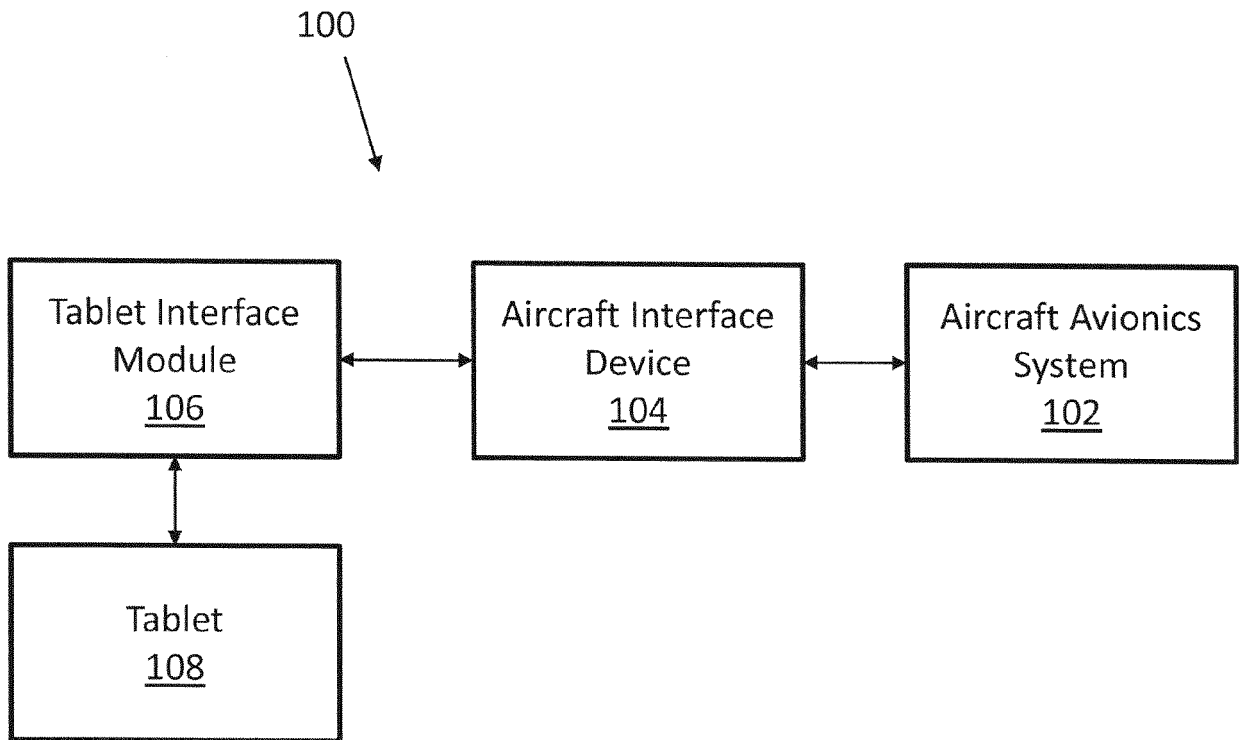 100
Tablet Interface
Module
106
Aircraft Interface
Device
104
Aircraft Avionics
System
102
Tablet
108